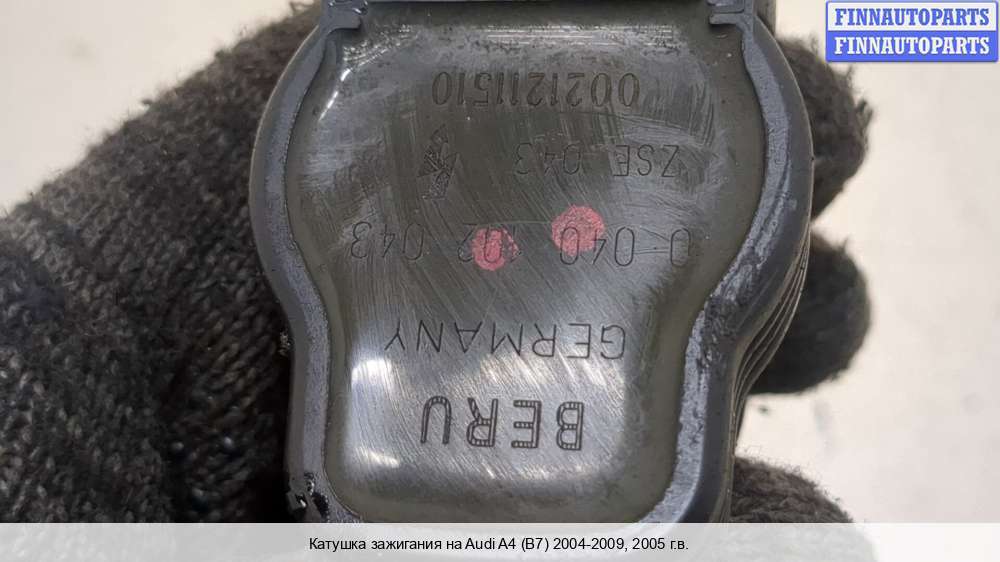 FINNAUTOPARTS
FINNAUTOPARTS
BERU
GERMANY
0 040 102 043
ZSE 043
0021211510
Катушка зажигания на Audi A4 (B7) 2004-2009, 2005 г.в.